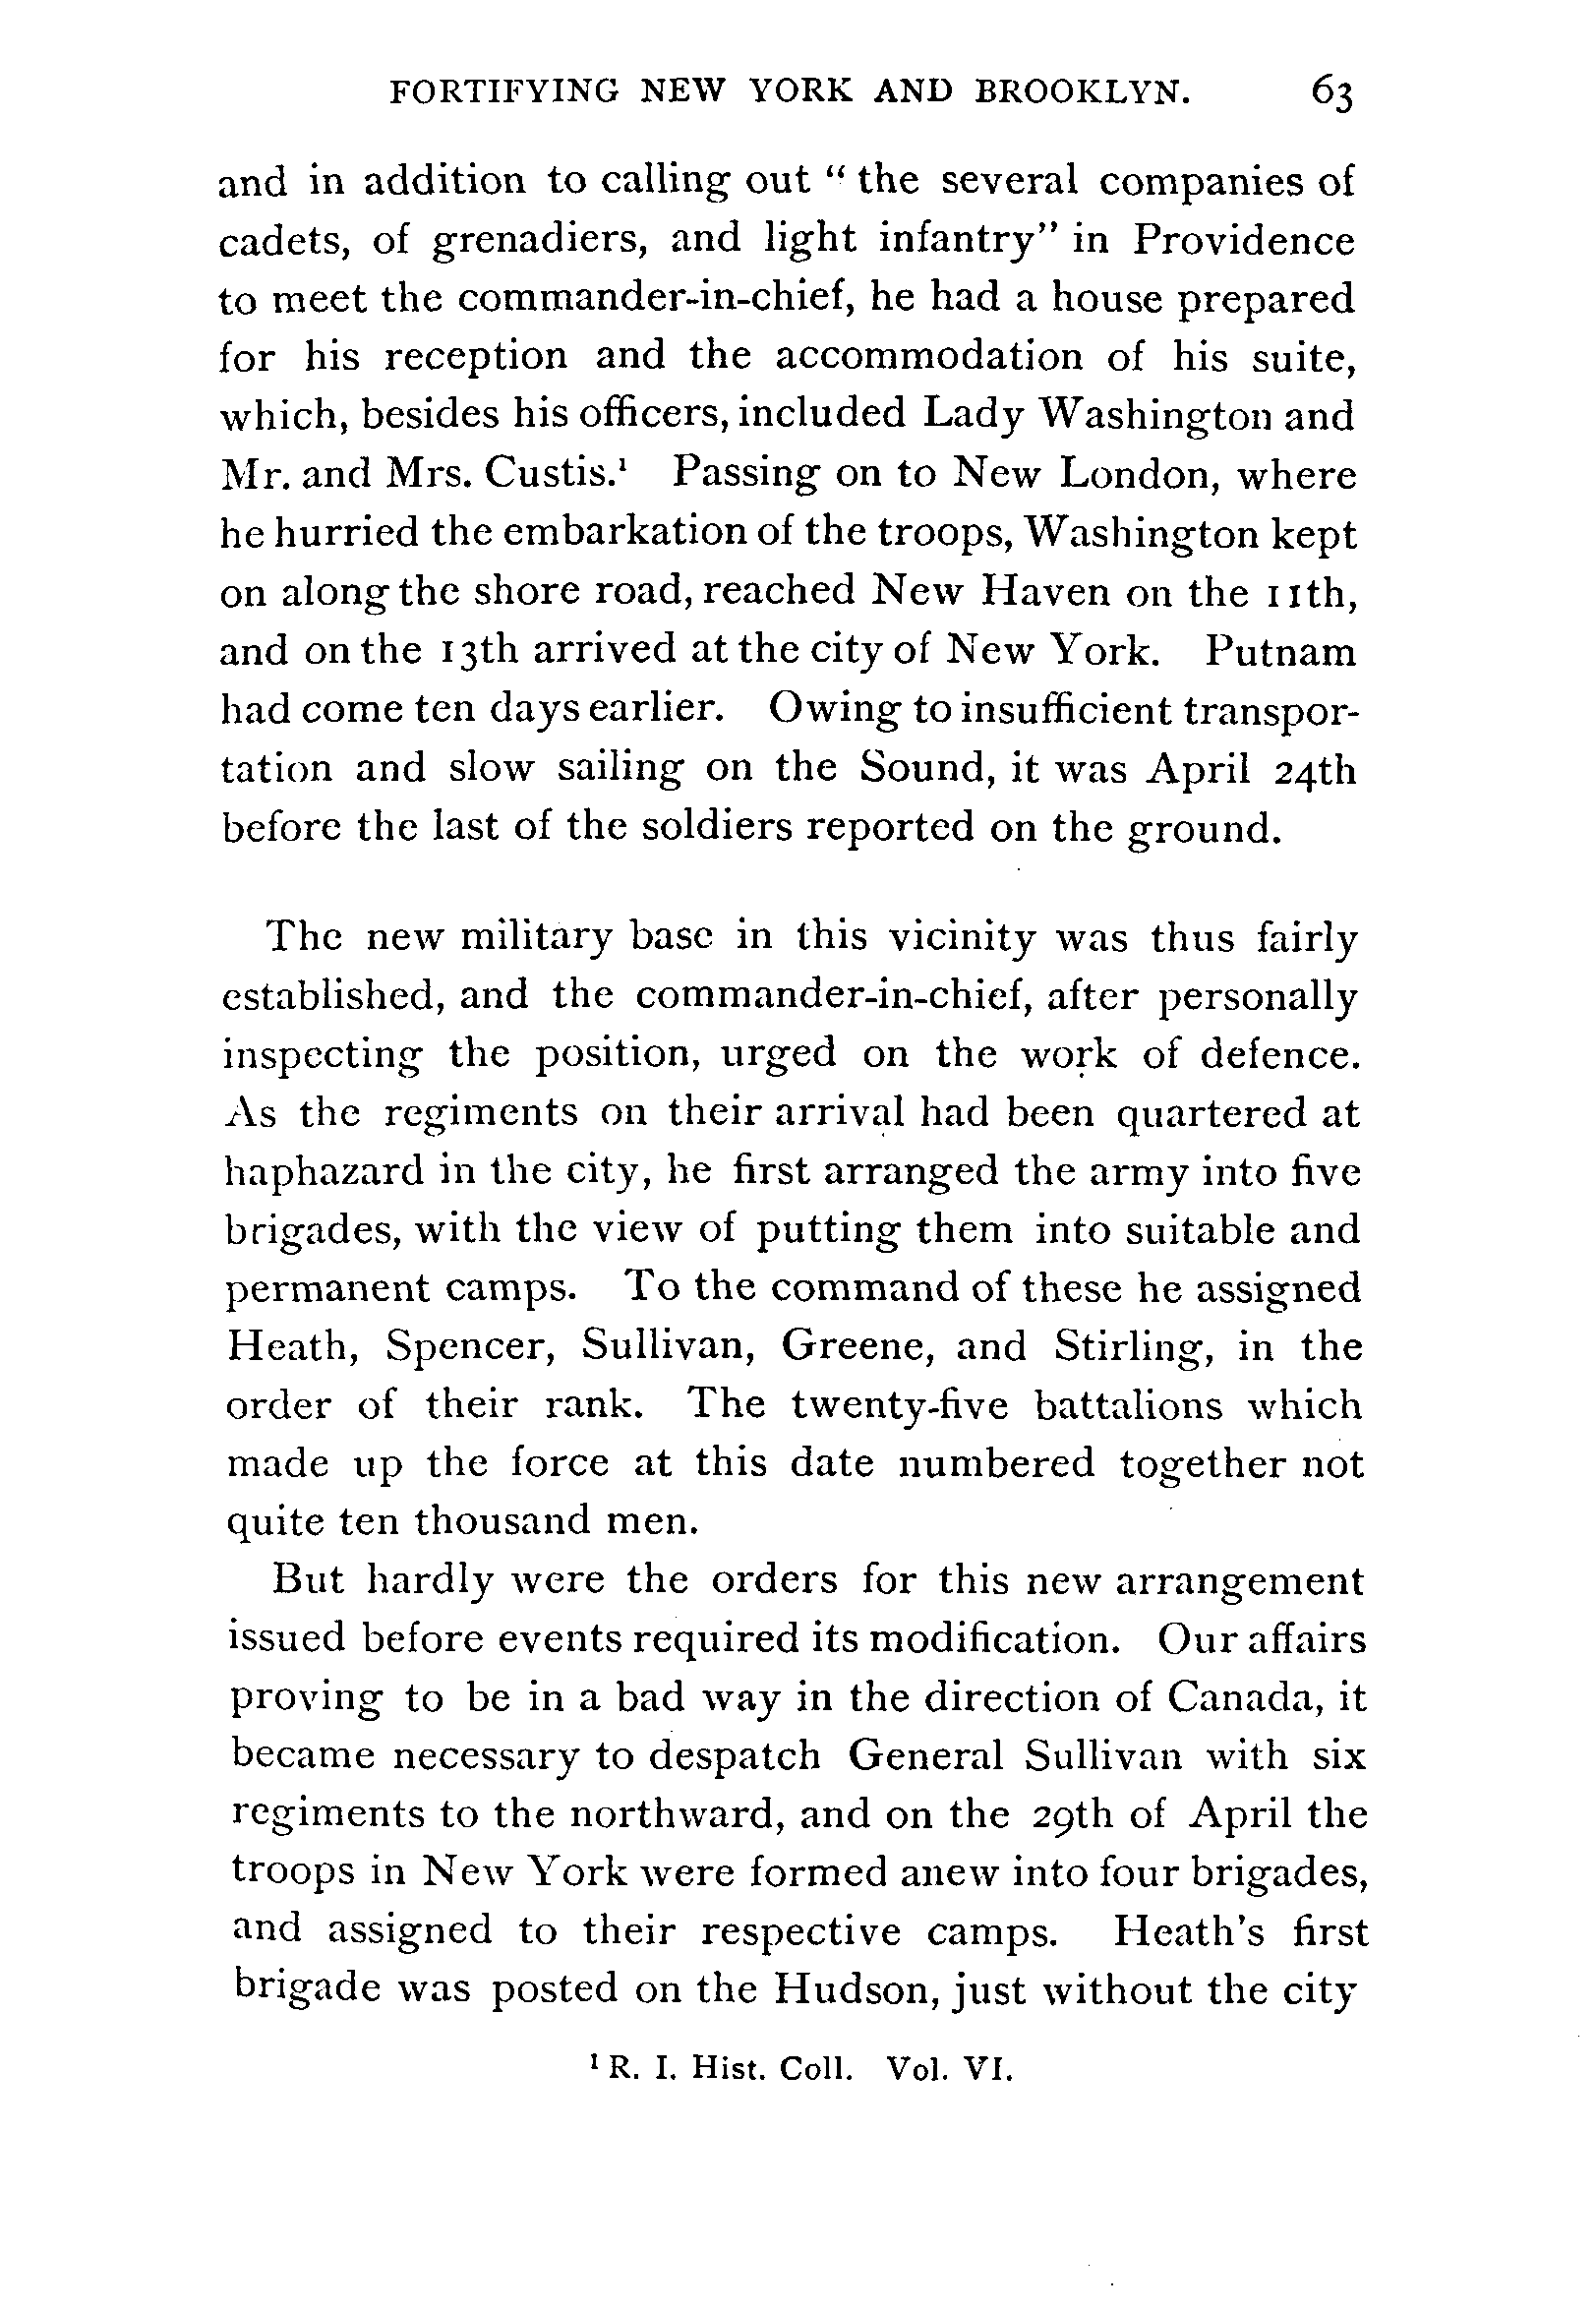 FORTIFYING NEW YORK AND BROOKLYN. 63
and in addition to calling out “ the several companies of
cadets, of grenadiers, and light infantry” in Providence
to meet the commander-in-chief, he had a house prepared
for his reception and the accommodation of his suite,
which, besides his officers, included Lady Washington and
Mr. and Mrs. Custis.¹ Passing on to New London, where
he hurried the embarkation of the troops, Washington kept
on along the shore road, reached New Haven on the 11th,
and on the 13th arrived at the city of New York. Putnam
had come ten days earlier. Owing to insufficient transpor-
tation and slow sailing on the Sound, it was April 24th
before the last of the soldiers reported on the ground.
The new military base in this vicinity was thus fairly
established, and the commander-in-chief, after personally
inspecting the position, urged on the work of defence.
As the regiments on their arrival had been quartered at
haphazard in the city, he first arranged the army into five
brigades, with the view of putting them into suitable and
permanent camps. To the command of these he assigned
Heath, Spencer, Sullivan, Greene, and Stirling, in the
order of their rank. The twenty-five battalions which
made up the force at this date numbered together not
quite ten thousand men.
But hardly were the orders for this new arrangement
issued before events required its modification. Our affairs
proving to be in a bad way in the direction of Canada, it
became necessary to despatch General Sullivan with six
regiments to the northward, and on the 29th of April the
troops in New York were formed anew into four brigades,
and assigned to their respective camps. Heath's first
brigade was posted on the Hudson, just without the city
¹ R. I. Hist. Coll. Vol. VI.